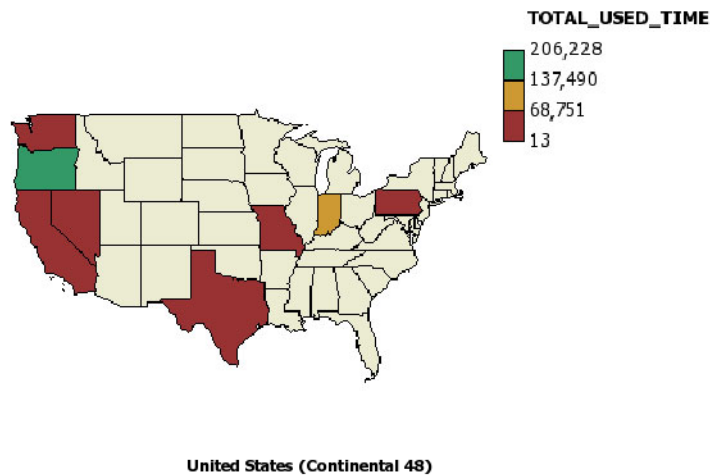 TOTAL_USED_TIME
206,228
137,490
68,751
13
United States (Continental 48)